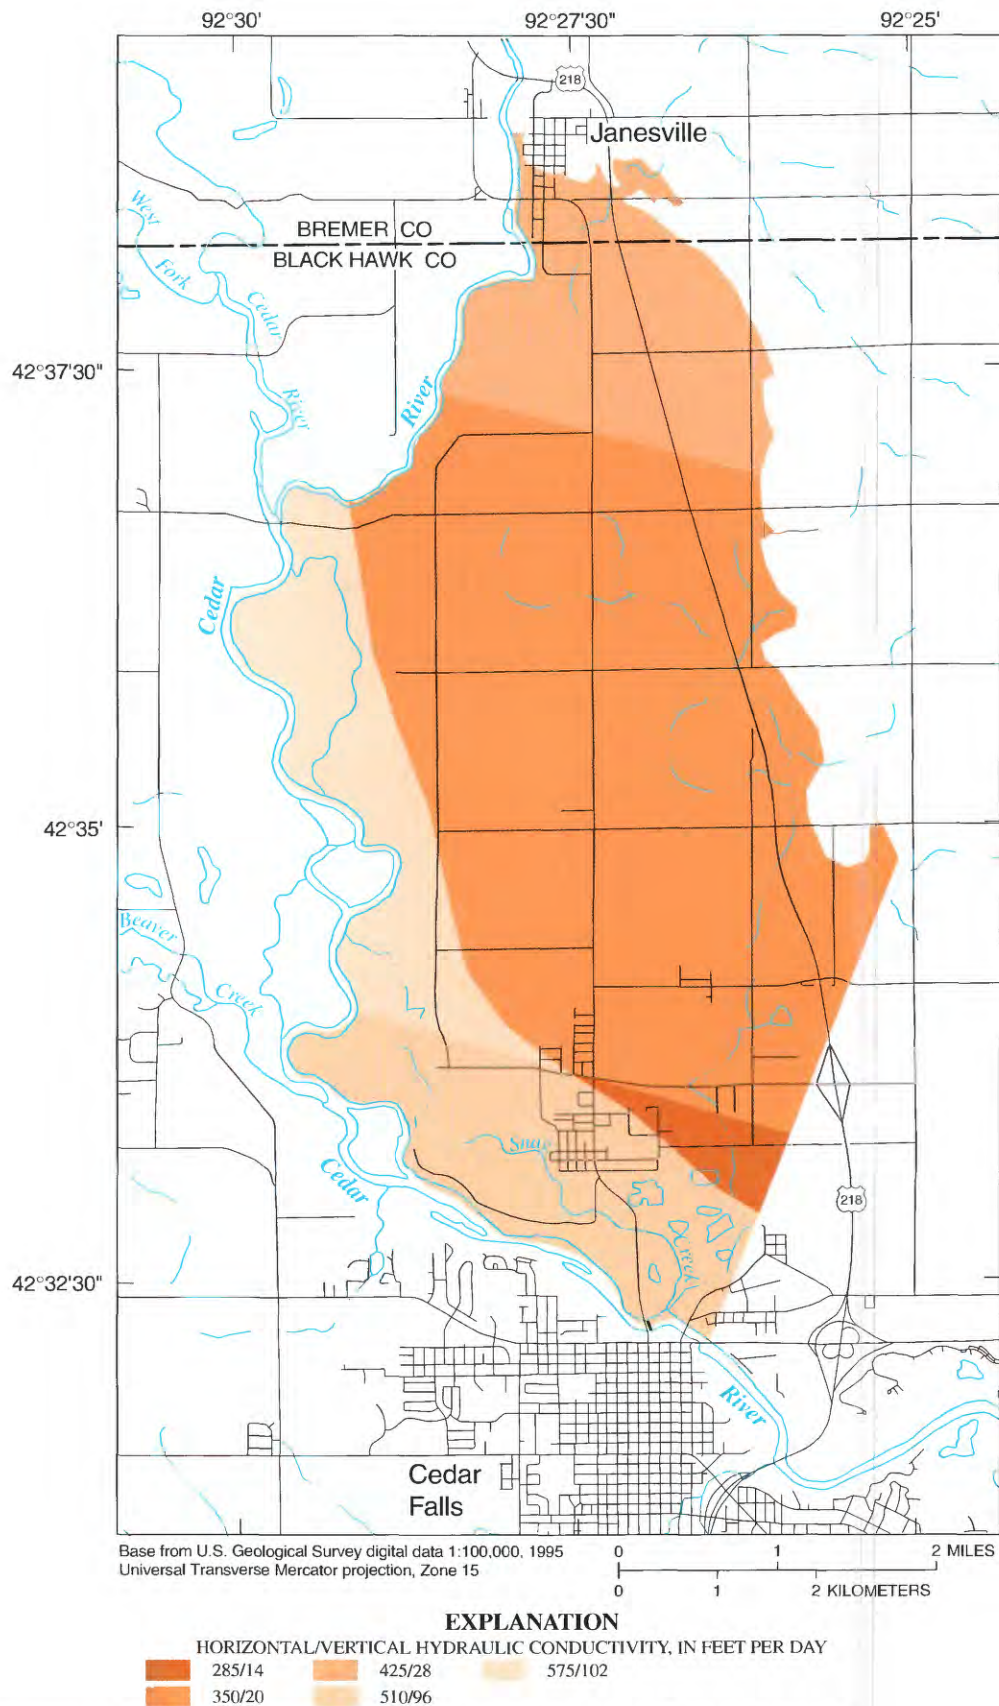 92°30'
92°27'30"
92°25'
218
Janesville
West
Fork
Cedar
River
BREMER CO
BLACK HAWK CO
42°37'30"
River
Cedar
42°35'
Beaver
Creek
Snag
Cedar
Creek
218
42°32'30"
River
Cedar
Falls
Base from U.S. Geological Survey digital data 1:100,000, 1995
Universal Transverse Mercator projection, Zone 15
0 1 2 MILES
0 1 2 KILOMETERS
EXPLANATION
HORIZONTAL/VERTICAL HYDRAULIC CONDUCTIVITY, IN FEET PER DAY
285/14 425/28 575/102
350/20 510/96